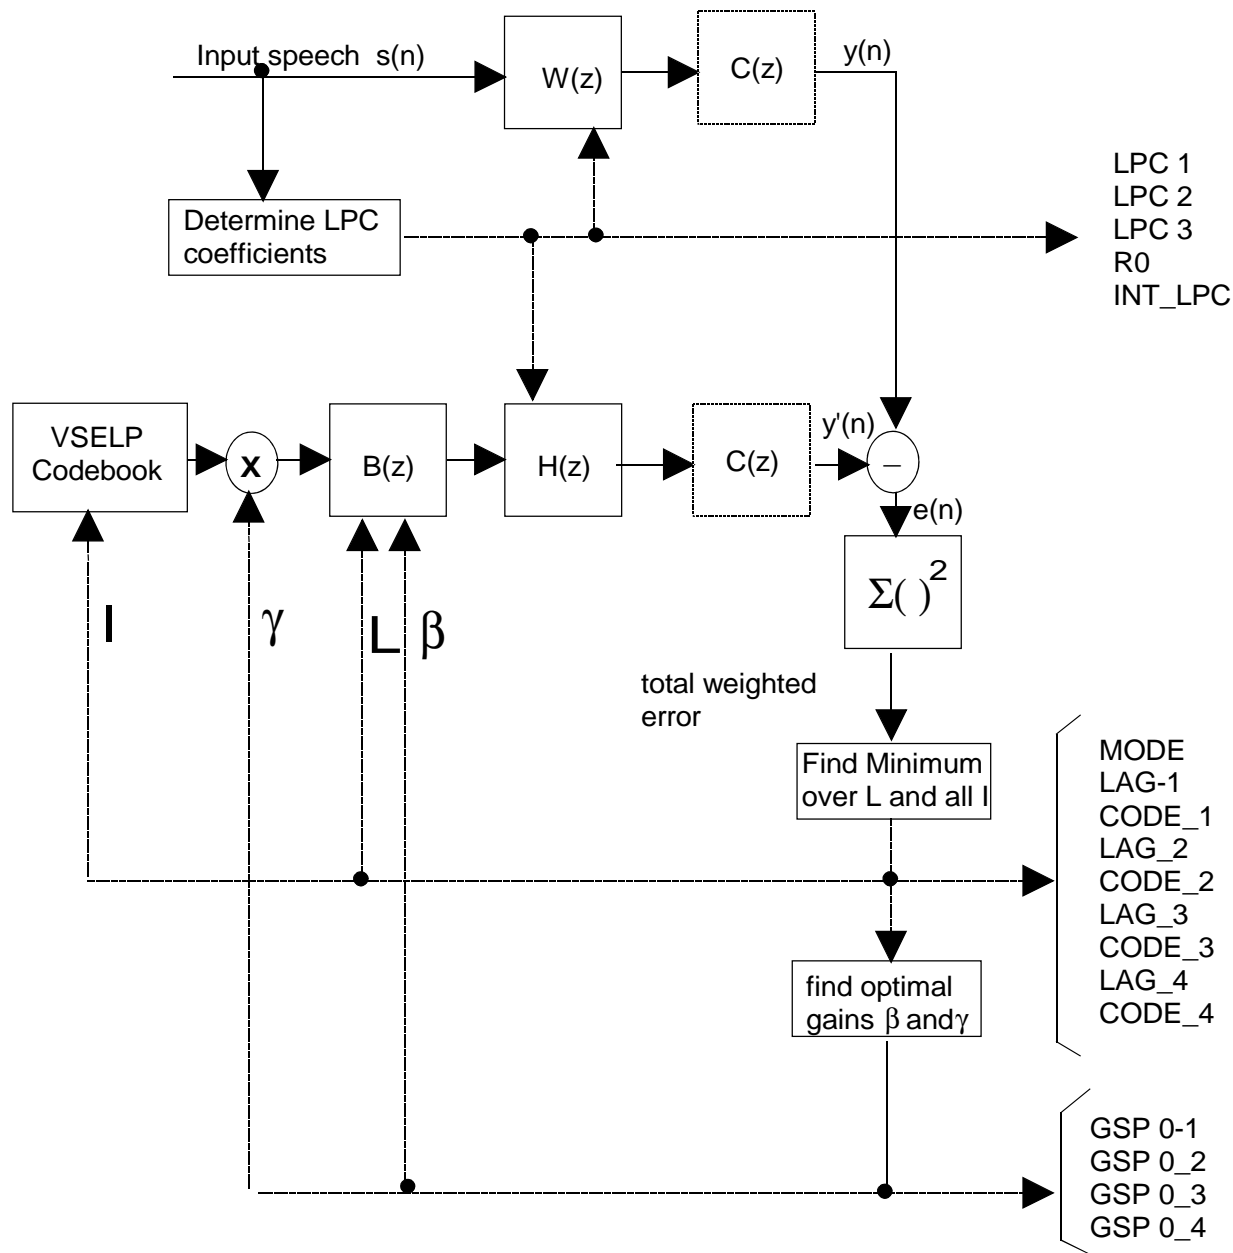 Input speech s(n)
W(z)
C(z)
y(n)
LPC 1
LPC 2
LPC 3
R0
INT_LPC
Determine LPC
coefficients
VSELP
Codebook
X
B(z)
H(z)
C(z)
y'(n)
–
e(n)
Σ( )²
I
γ
L
β
total weighted
error
Find Minimum
over L and all I
MODE
LAG-1
CODE_1
LAG_2
CODE_2
LAG_3
CODE_3
LAG_4
CODE_4
find optimal
gains β and γ
GSP 0-1
GSP 0_2
GSP 0_3
GSP 0_4